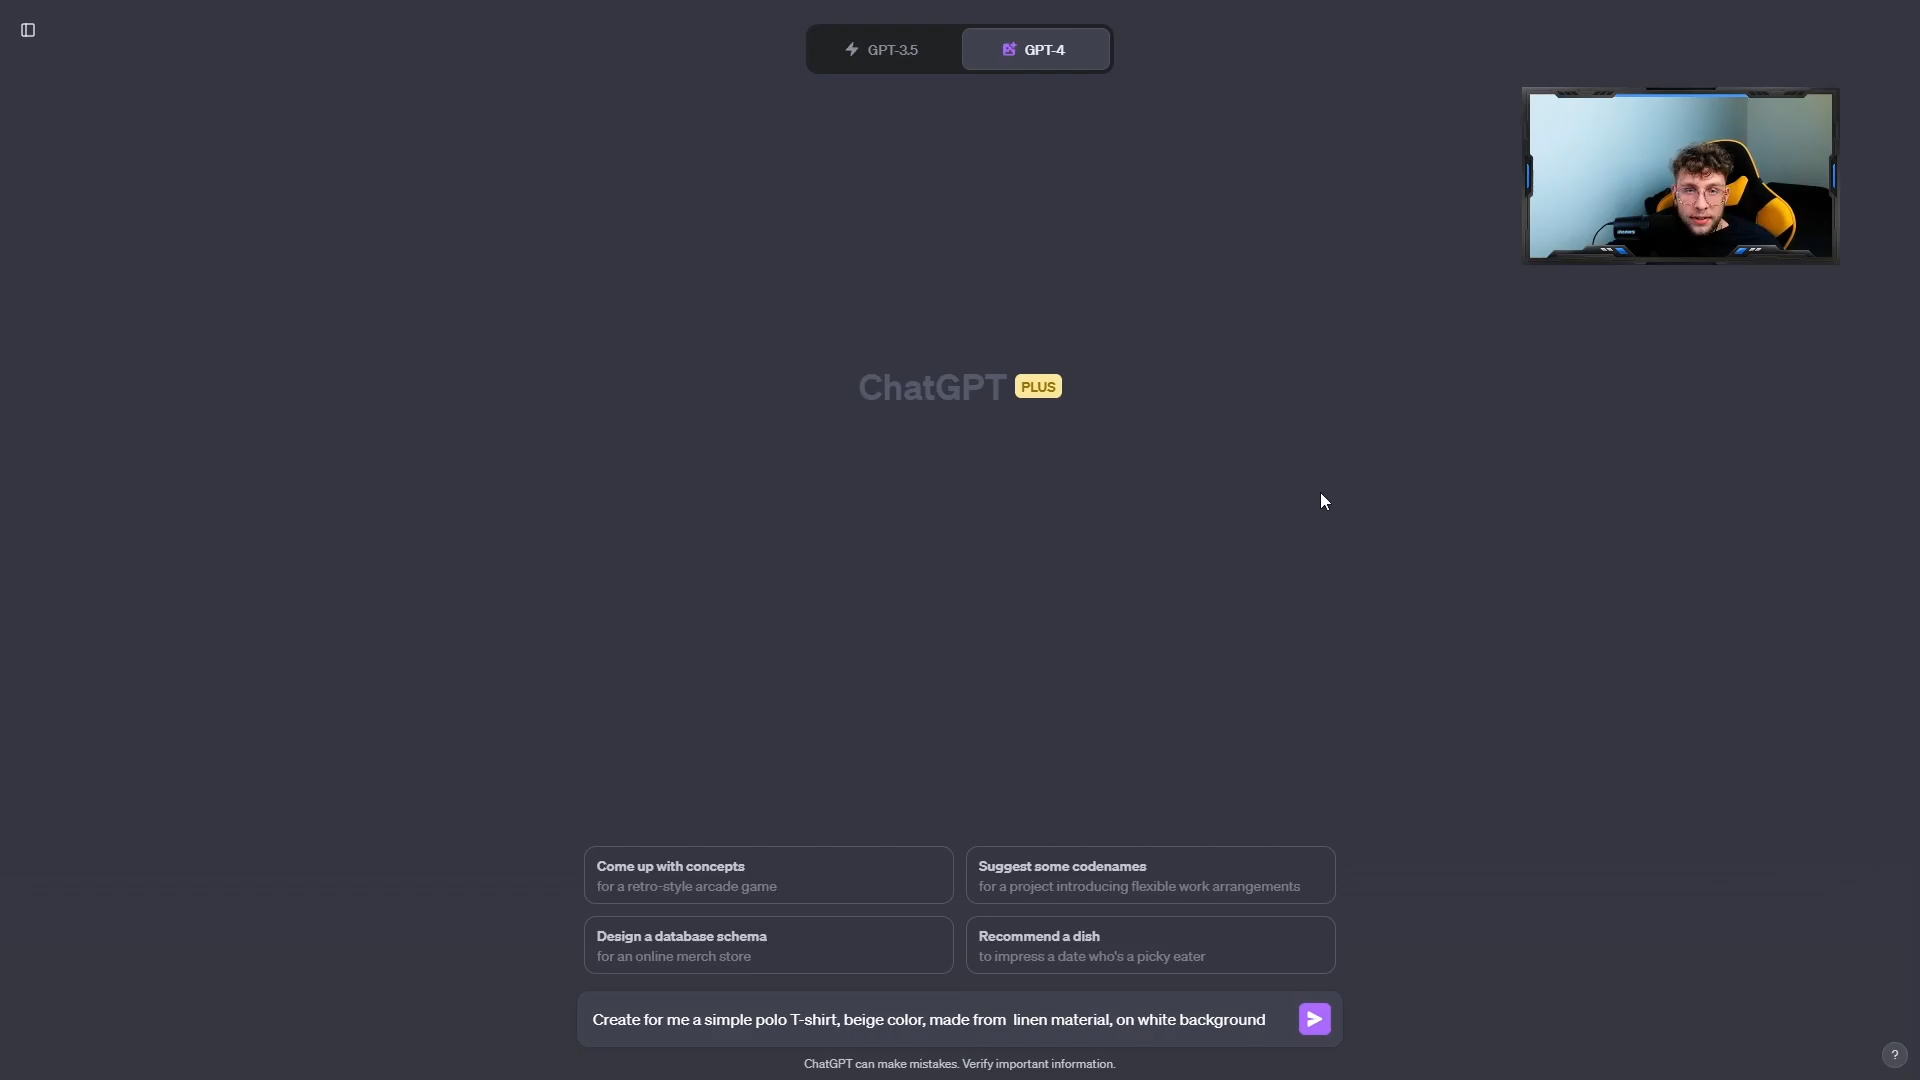 GPT-3.5
GPT-4
ChatGPT PLUS
Come up with concepts
for a retro-style arcade game
Suggest some codenames
for a project introducing flexible work arrangements
Design a database schema
for an online merch store
Recommend a dish
to impress a date who's a picky eater
Create for me a simple polo T-shirt, beige color, made from  linen material, on white background
ChatGPT can make mistakes. Verify important information.
?